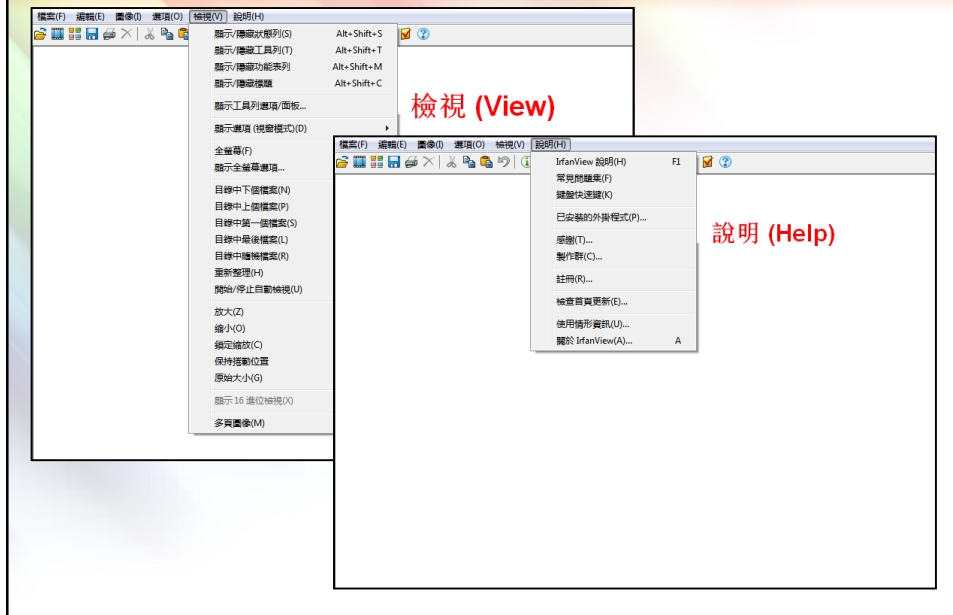 檔案(F) 編輯(E) 圖像(I) 選項(O) 檢視(V) 說明(H)
顯示/隱藏狀態列(S) Alt+Shift+S
顯示/隱藏工具列(T) Alt+Shift+T
顯示/隱藏功能表列 Alt+Shift+M
顯示/隱藏標題 Alt+Shift+C
顯示工具列選項/面板...
顯示選項 (視窗模式)(D)
全螢幕(F)
顯示全螢幕選項...
目錄中下個檔案(N)
目錄中上個檔案(P)
目錄中第一個檔案(S)
目錄中最後檔案(L)
目錄中隨機檔案(R)
重新整理(H)
開始/停止自動檢視(U)
放大(Z)
縮小(O)
鎖定縮放(C)
保持捲動位置
原始大小(G)
顯示 16 進位檢視(X)
多頁圖像(M)
檢視 (View)
檔案(F) 編輯(E) 圖像(I) 選項(O) 檢視(V) 說明(H)
IrfanView 說明(H) F1
常見問題集(F)
鍵盤快速鍵(K)
已安裝的外掛程式(P)...
感謝(T)...
製作群(C)...
註冊(R)...
檢查首頁更新(E)...
使用情形資訊(U)...
關於 IrfanView(A)... A
說明 (Help)